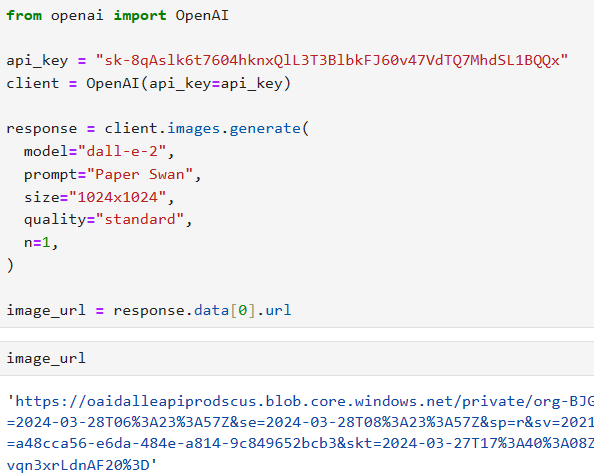 from openai import OpenAI
api_key = "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"
client = OpenAI(api_key=api_key)
response = client.images.generate(
  model="dall-e-2",
  prompt="Paper Swan",
  size="1024x1024",
  quality="standard",
  n=1,
)
image_url = response.data[0].url
image_url
'https://oaidalleapiprodscus.blob.core.windows.net/private/org-BJG
=2024-03-28T06%3A23%3A57Z&se=2024-03-28T08%3A23%3A57Z&sp=r&sv=2021
=a48cca56-e6da-484e-a814-9c849652bcb3&skt=2024-03-27T17%3A40%3A08Z
vqn3xrLdnAF20%3D'